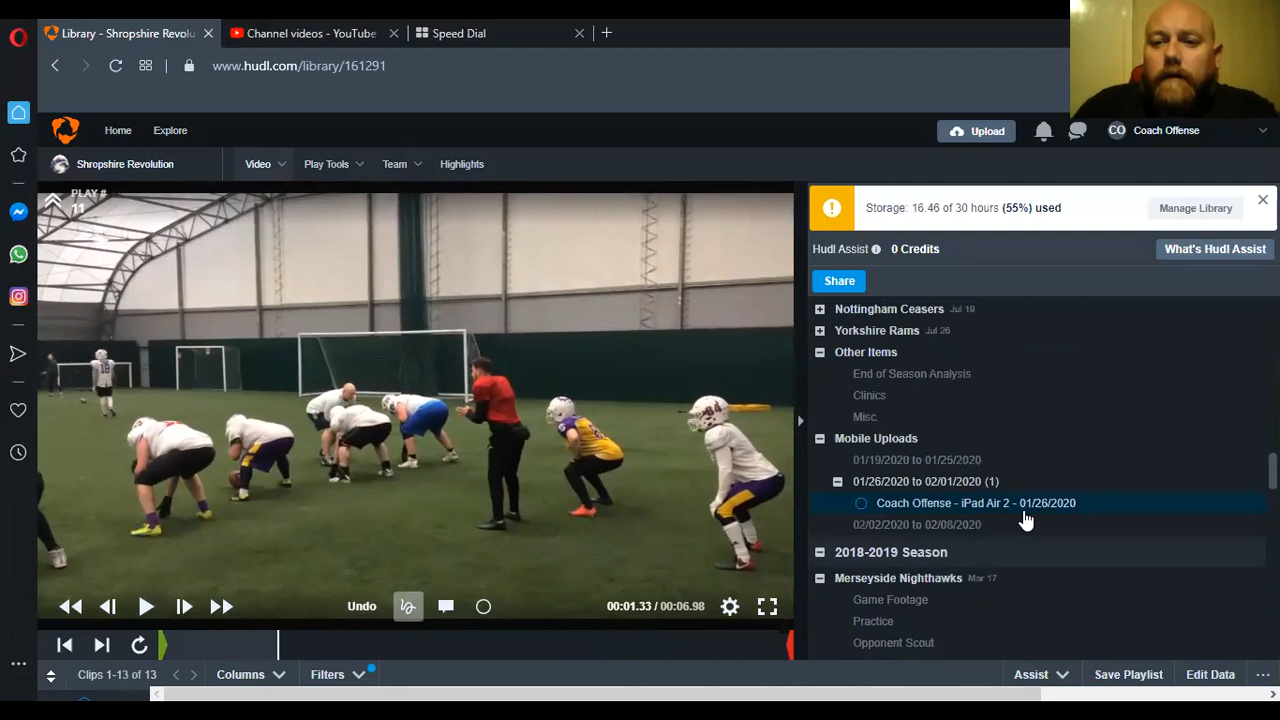 Library - Shropshire Revolu
Channel videos - YouTube
Speed Dial
www.hudl.com/library/161291
Home
Explore
Upload
CO
Coach Offense
Shropshire Revolution
Video
Play Tools
Team
Highlights
PLAY #
11
Storage: 16.46 of 30 hours (55%) used
Manage Library
Hudl Assist
0 Credits
What's Hudl Assist
Share
Nottingham Ceasers Jul 19
Yorkshire Rams Jul 26
Other Items
End of Season Analysis
Clinics
Misc.
Mobile Uploads
01/19/2020 to 01/25/2020
01/26/2020 to 02/01/2020 (1)
Coach Offense - iPad Air 2 - 01/26/2020
02/02/2020 to 02/08/2020
2018-2019 Season
Merseyside Nighthawks Mar 17
Game Footage
Practice
Opponent Scout
Undo
00:01.33 / 00:06.98
Clips 1-13 of 13
Columns
Filters
Assist
Save Playlist
Edit Data